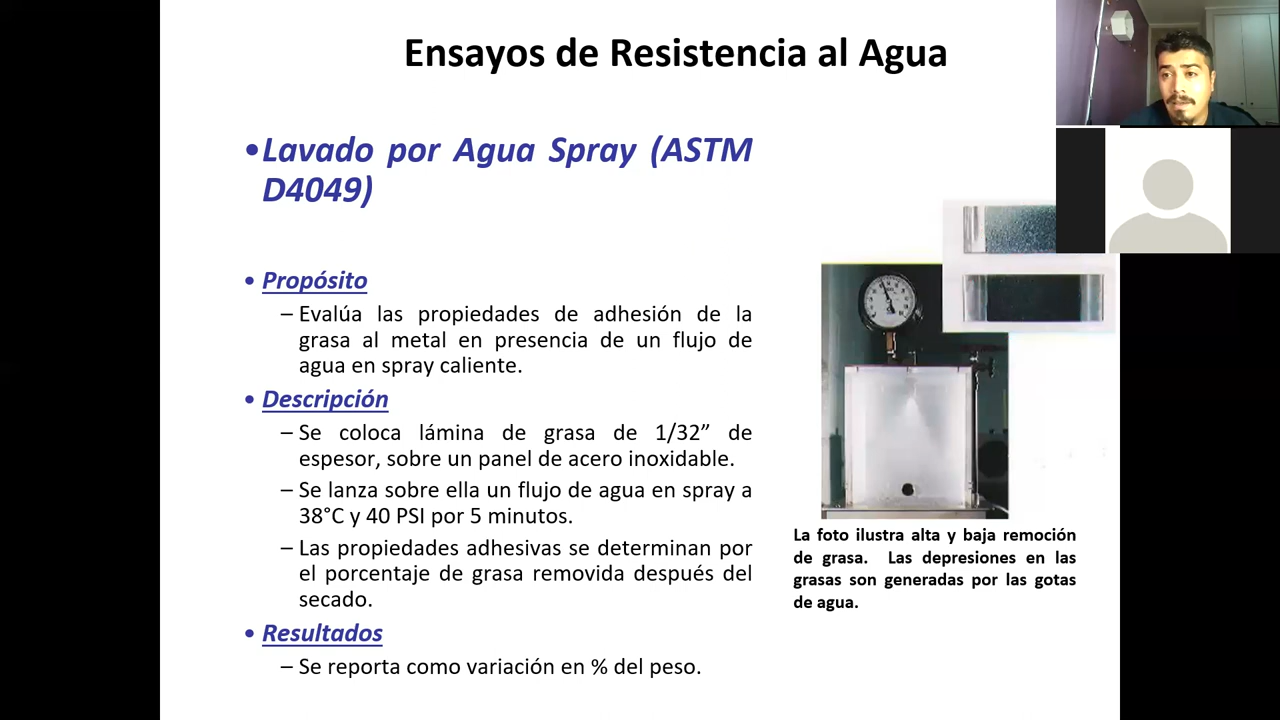 Ensayos de Resistencia al Agua
•Lavado por Agua Spray (ASTM
D4049)
• Propósito
– Evalúa las propiedades de adhesión de la
grasa al metal en presencia de un flujo de
agua en spray caliente.
• Descripción
– Se coloca lámina de grasa de 1/32” de
espesor, sobre un panel de acero inoxidable.
– Se lanza sobre ella un flujo de agua en spray a
38°C y 40 PSI por 5 minutos.
– Las propiedades adhesivas se determinan por
el porcentaje de grasa removida después del
secado.
• Resultados
– Se reporta como variación en % del peso.
La foto ilustra alta y baja remoción
de grasa. Las depresiones en las
grasas son generadas por las gotas
de agua.